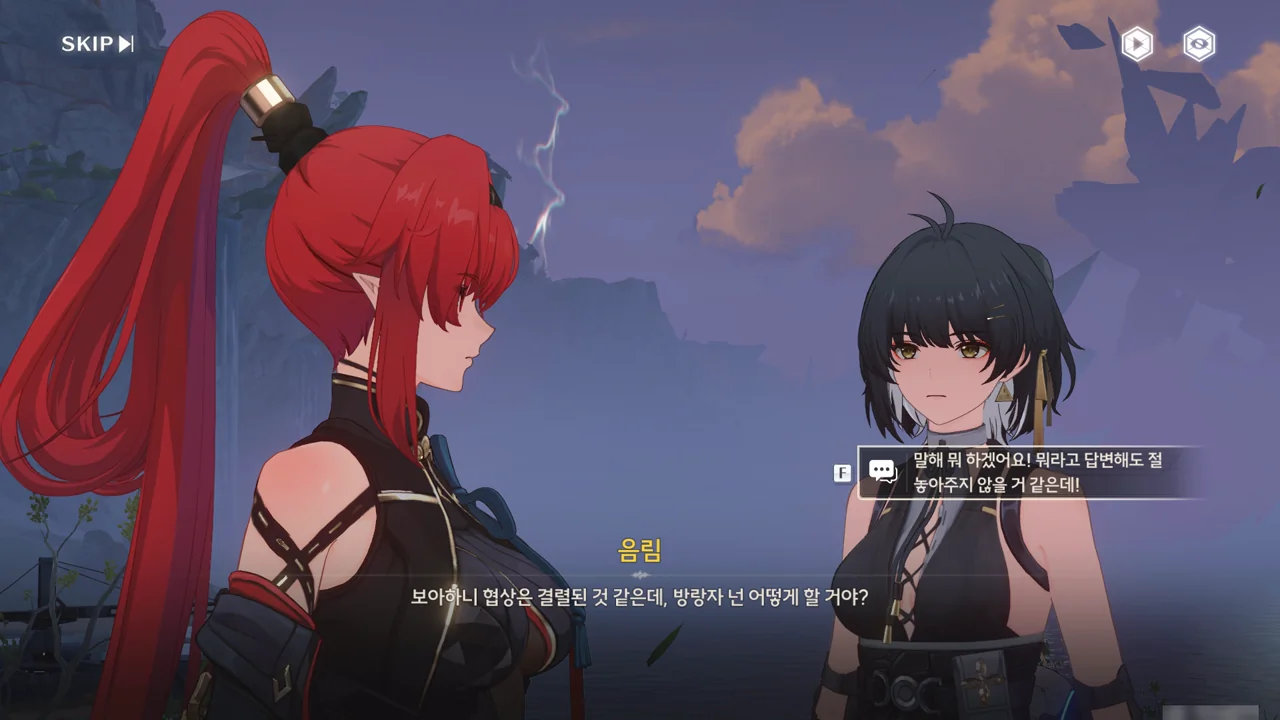 SKIP
말해 뭐 하겠어요! 뭐라고 답변해도 절
놓아주지 않을 거 같은데!
F
음림
보아하니 협상은 결렬된 것 같은데, 방랑자 넌 어떻게 할 거야?